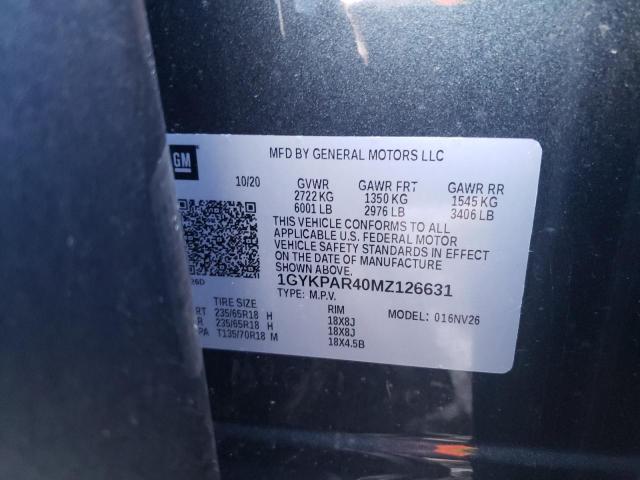 GM
MFD BY GENERAL MOTORS LLC
10/20 GVWR GAWR FRT GAWR RR
2722 KG 1350 KG 1545 KG
6001 LB 2976 LB 3406 LB
THIS VEHICLE CONFORMS TO ALL
APPLICABLE U.S. FEDERAL MOTOR
VEHICLE SAFETY STANDARDS IN EFFECT
ON THE DATE OF MANUFACTURE
SHOWN ABOVE.
1GYKPAR40MZ126631
TYPE: M.P.V.
TIRE SIZE RIM MODEL: 016NV26
RT 235/65R18 H 18X8J
R 235/65R18 H 18X8J
PA T135/70R18 M 18X4.5B